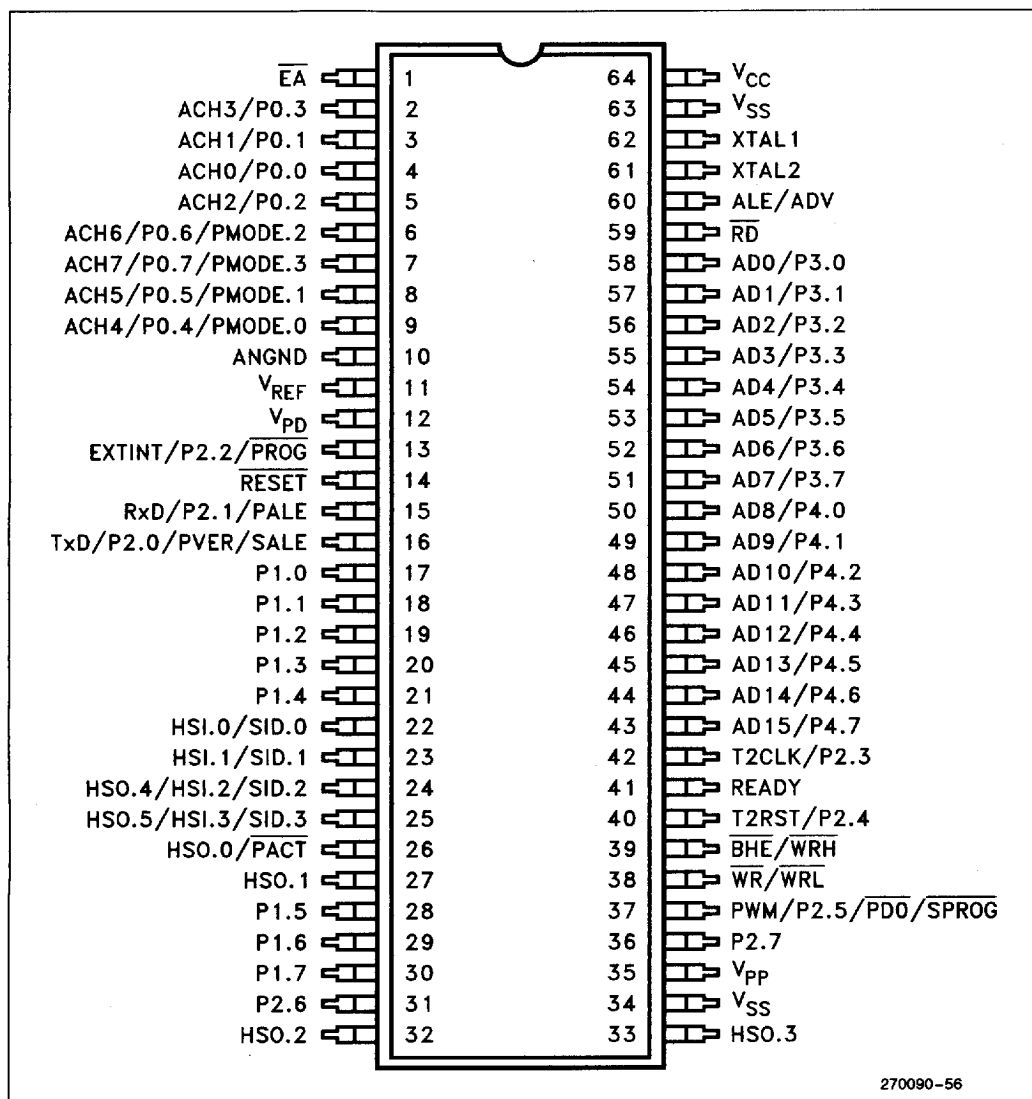 E̅A̅ 1 64 VCC
ACH3/P0.3 2 63 VSS
ACH1/P0.1 3 62 XTAL1
ACH0/P0.0 4 61 XTAL2
ACH2/P0.2 5 60 ALE/ADV
ACH6/P0.6/PMODE.2 6 59 R̅D̅
ACH7/P0.7/PMODE.3 7 58 AD0/P3.0
ACH5/P0.5/PMODE.1 8 57 AD1/P3.1
ACH4/P0.4/PMODE.0 9 56 AD2/P3.2
ANGND 10 55 AD3/P3.3
VREF 11 54 AD4/P3.4
VPD 12 53 AD5/P3.5
EXTINT/P2.2/P̅R̅O̅G̅ 13 52 AD6/P3.6
R̅E̅S̅E̅T̅ 14 51 AD7/P3.7
RxD/P2.1/PALE 15 50 AD8/P4.0
TxD/P2.0/PVER/SALE 16 49 AD9/P4.1
P1.0 17 48 AD10/P4.2
P1.1 18 47 AD11/P4.3
P1.2 19 46 AD12/P4.4
P1.3 20 45 AD13/P4.5
P1.4 21 44 AD14/P4.6
HSI.0/SID.0 22 43 AD15/P4.7
HSI.1/SID.1 23 42 T2CLK/P2.3
HSO.4/HSI.2/SID.2 24 41 READY
HSO.5/HSI.3/SID.3 25 40 T2RST/P2.4
HSO.0/P̅A̅C̅T̅ 26 39 B̅H̅E̅/W̅R̅H̅
HSO.1 27 38 W̅R̅/W̅R̅L̅
P1.5 28 37 PWM/P2.5/P̅D̅O̅/S̅P̅R̅O̅G̅
P1.6 29 36 P2.7
P1.7 30 35 VPP
P2.6 31 34 VSS
HSO.2 32 33 HSO.3
270090-56